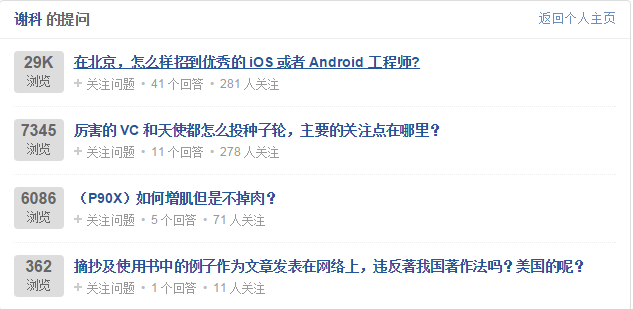 谢科 的提问
返回个人主页
29K
浏览
在北京，怎么样招到优秀的 iOS 或者 Android 工程师?
+ 关注问题 • 41 个回答 • 281 人关注
7345
浏览
厉害的 VC 和天使都怎么投种子轮，主要的关注点在哪里？
+ 关注问题 • 11 个回答 • 278 人关注
6086
浏览
（P90X）如何增肌但是不掉肉？
+ 关注问题 • 5 个回答 • 71 人关注
362
浏览
摘抄及使用书中的例子作为文章发表在网络上，违反著我国著作法吗？美国的呢？
+ 关注问题 • 1 个回答 • 11 人关注